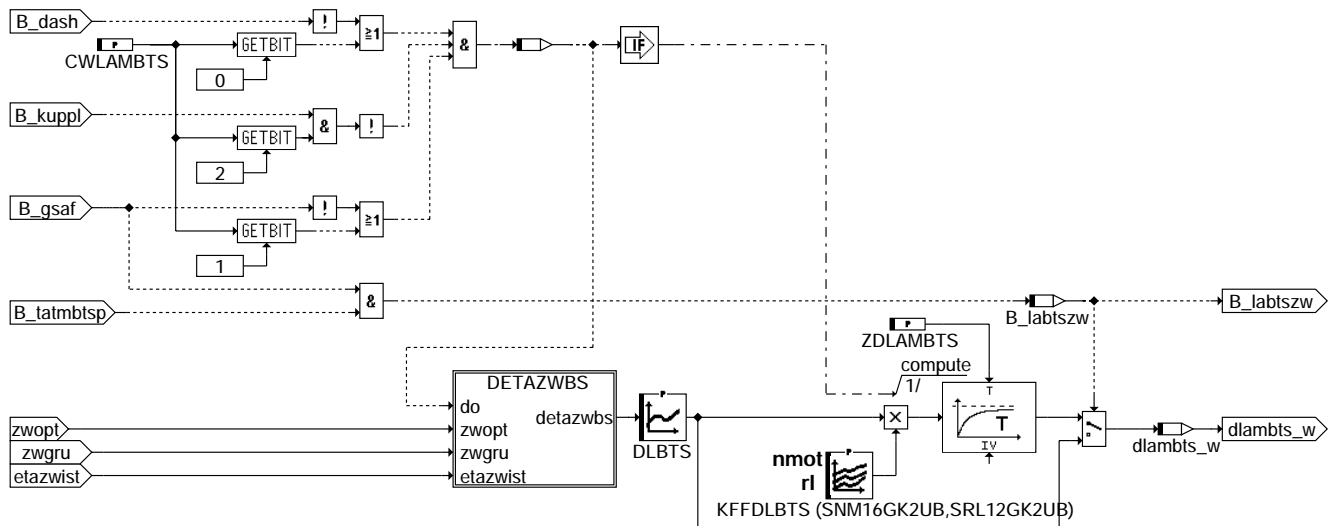 B_dash
!
≥1
P
CWLAMBTS
GETBIT
0
&
IF
B_kuppl
GETBIT
&
!
2
B_gsaf
!
≥1
GETBIT
1
B_tatmbtsp
&
B_labtszw
B_labtszw
P
ZDLAMBTS
compute
1/
DETAZWBS
do
detazwbs
zwopt
zwgru
etazwist
P
DLBTS
T
T
IV
zwopt
zwgru
etazwist
nmot
rl
P
KFFDLBTS (SNM16GK2UB,SRL12GK2UB)
dlambts_w
dlambts_w